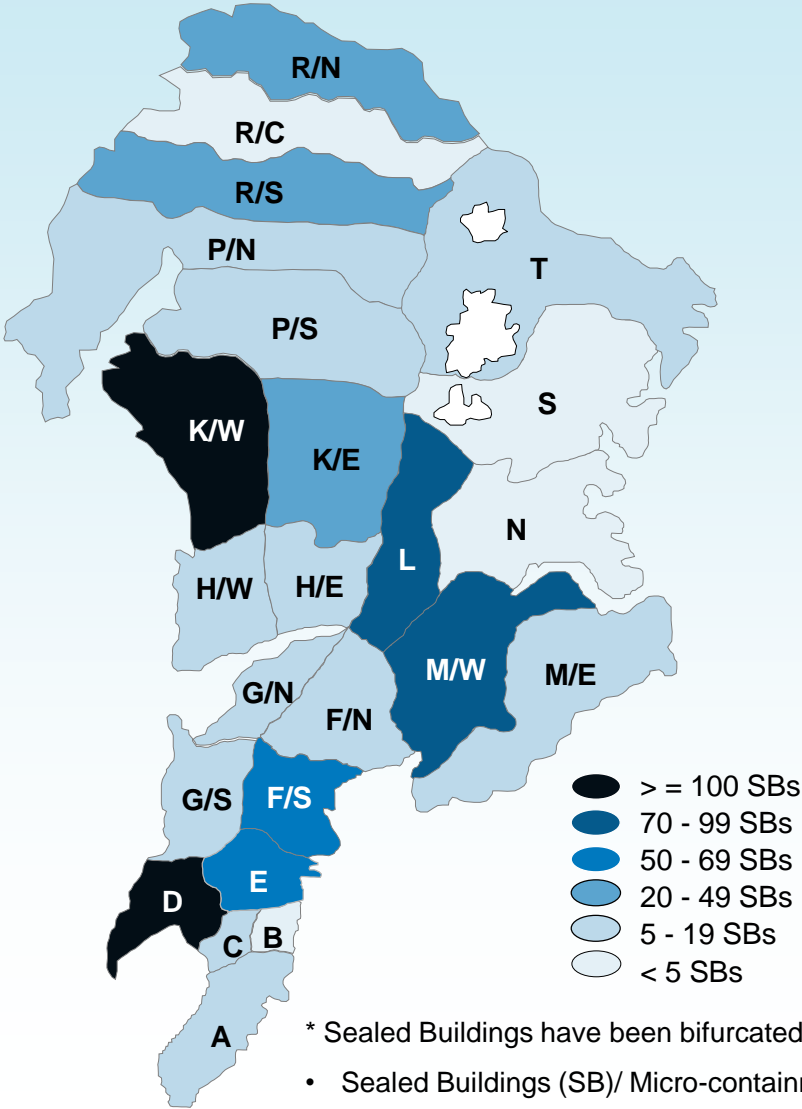 R/N
R/C
R/S
P/N
T
P/S
S
K/W
K/E
N
L
H/W
H/E
M/W
M/E
G/N
F/N
G/S
F/S
E
D
B
C
A
> = 100 SBs
70 - 99 SBs
50 - 69 SBs
20 - 49 SBs
5 - 19 SBs
< 5 SBs
* Sealed Buildings have been bifurcated
• Sealed Buildings (SB)/ Micro-containm